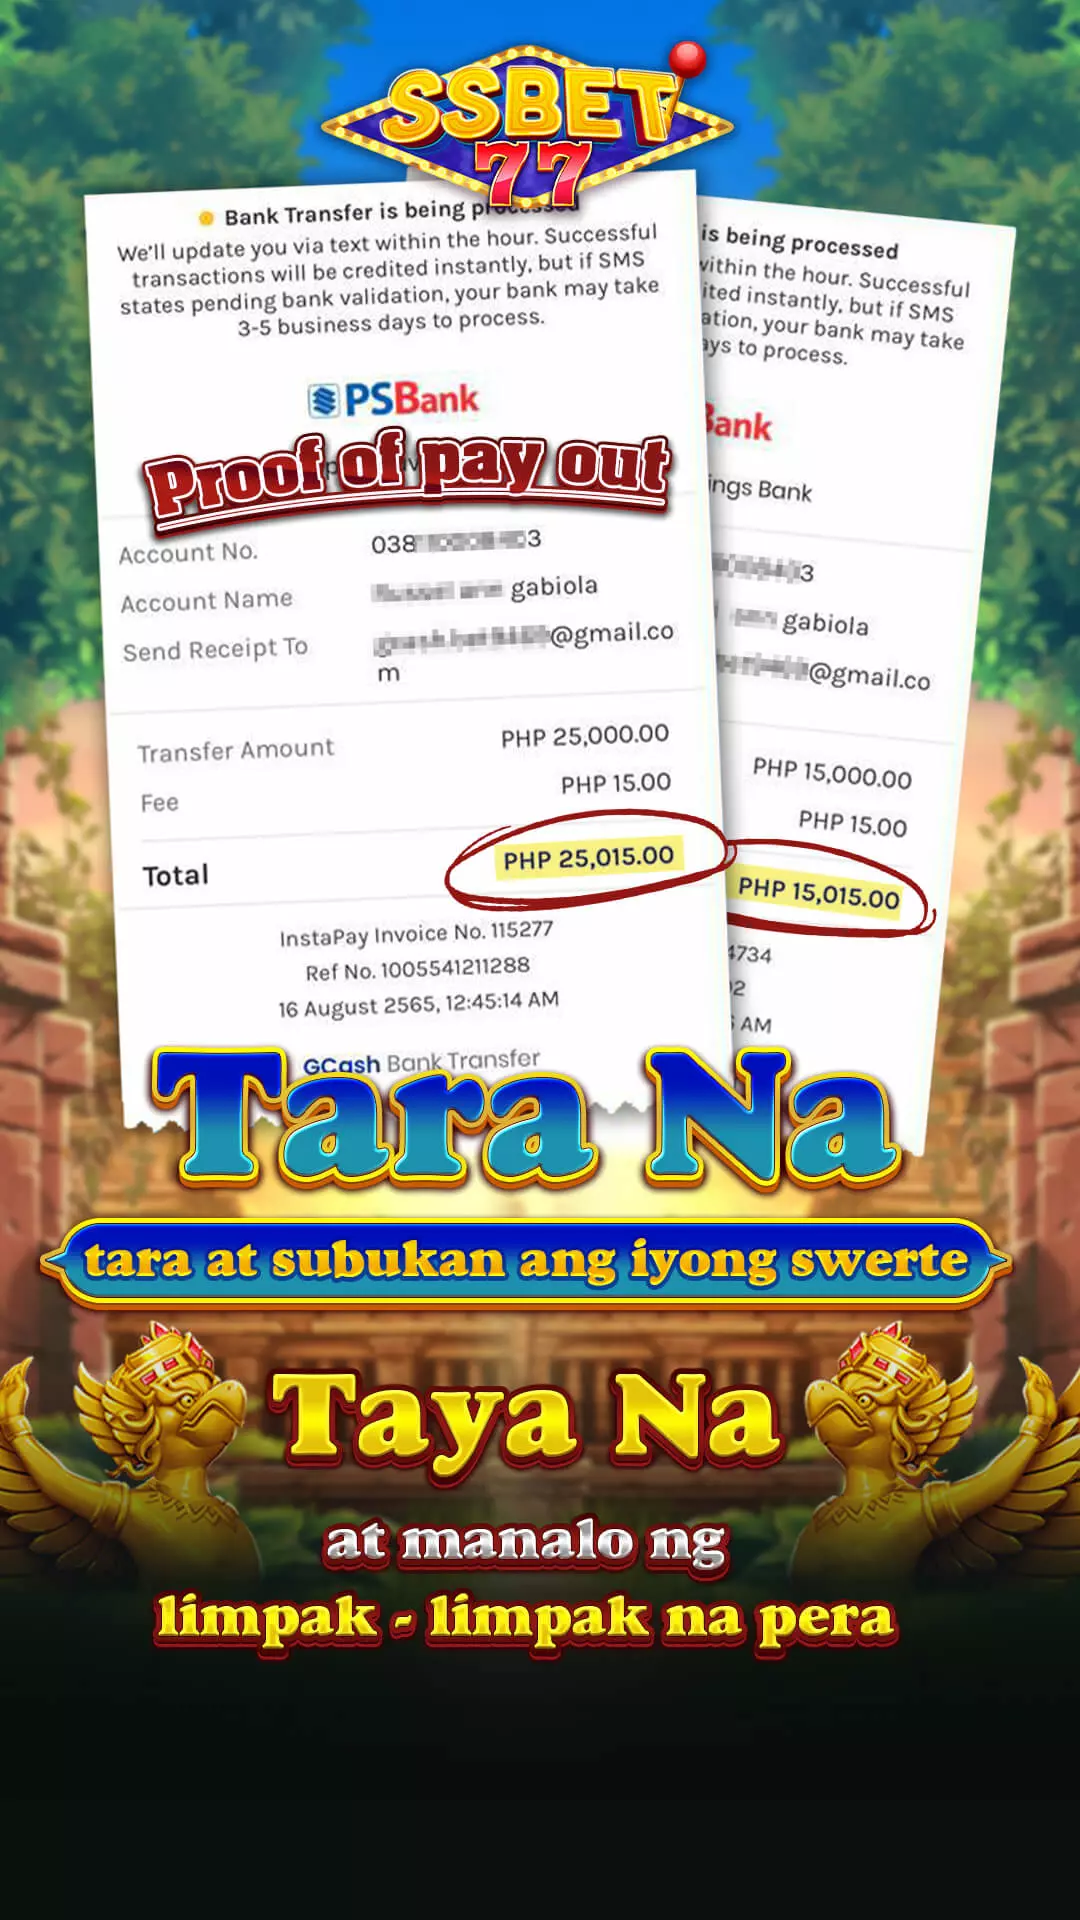 SSBET
77
Bank Transfer is being processed
We'll update you via text within the hour. Successful
transactions will be credited instantly, but if SMS
states pending bank validation, your bank may take
3-5 business days to process.
PSBank
Proof of pay out
Account No. 038 3
Account Name gabiola
Send Receipt To @gmail.co
m
Transfer Amount PHP 25,000.00
Fee PHP 15.00
Total PHP 25,015.00
InstaPay Invoice No. 115277
Ref No. 1005541211288
16 August 2565, 12:45:14 AM
GCash Bank Transfer
is being processed
within the hour. Successful
ited instantly, but if SMS
ation, your bank may take
ays to process.
Bank
ings Bank
3
gabiola
@gmail.co
PHP 15,000.00
PHP 15.00
PHP 15,015.00
4734
2
AM
Tara Na
tara at subukan ang iyong swerte
Taya Na
at manalo ng
limpak - limpak na pera